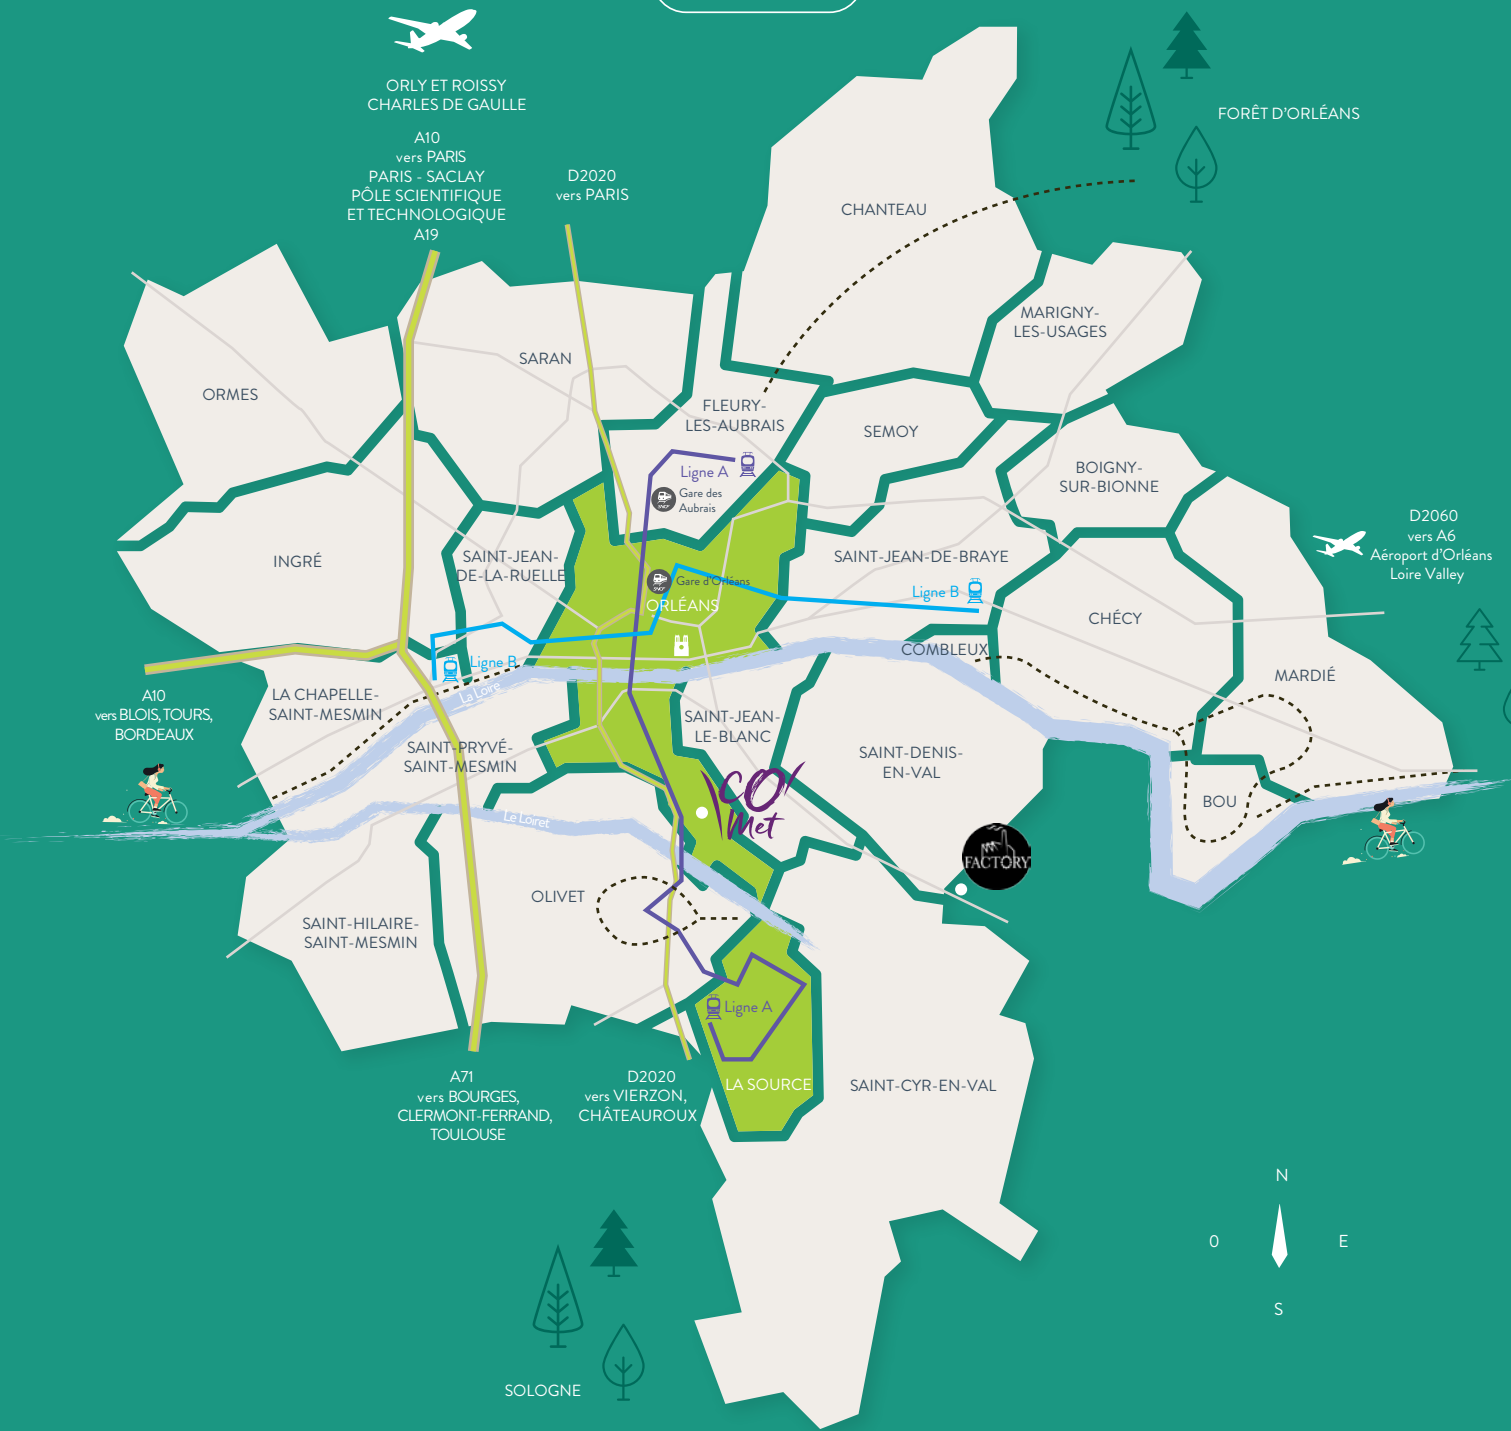 ORLY ET ROISSY
CHARLES DE GAULLE
A10
vers PARIS
PARIS - SACLAY
PÔLE SCIENTIFIQUE
ET TECHNOLOGIQUE
A19
D2020
vers PARIS
FORÊT D'ORLÉANS
CHANTEAU
MARIGNY-
LES-USAGES
SARAN
ORMES
FLEURY-
LES-AUBRAIS
SEMOY
BOIGNY-
SUR-BIONNE
Ligne A
Gare des
Aubrais
SNCF
D2060
vers A6
Aéroport d'Orléans
Loire Valley
INGRÉ
SAINT-JEAN-
DE-LA-RUELLE
SAINT-JEAN-DE-BRAYE
Gare d'Orléans
SNCF
ORLÉANS
Ligne B
CHÉCY
COMBLEUX
MARDIÉ
Ligne B
La Loire
A10
vers BLOIS, TOURS,
BORDEAUX
LA CHAPELLE-
SAINT-MESMIN
SAINT-PRYVÉ-
SAINT-MESMIN
SAINT-JEAN-
LE-BLANC
SAINT-DENIS-
EN-VAL
BOU
CO'
Met
Le Loiret
FACTORY
OLIVET
SAINT-HILAIRE-
SAINT-MESMIN
Ligne A
LA SOURCE
SAINT-CYR-EN-VAL
A71
vers BOURGES,
CLERMONT-FERRAND,
TOULOUSE
D2020
vers VIERZON,
CHÂTEAUROUX
N
O
E
S
SOLOGNE